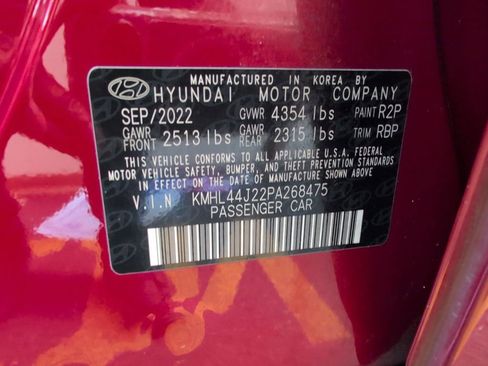 MANUFACTURED IN KOREA BY
HYUNDAI MOTOR COMPANY
SEP/2022 GVWR 4354 lbs PAINT R2P
GAWR FRONT 2513 lbs GAWR REAR 2315 lbs TRIM RBP
THIS VEHICLE CONFORMS TO ALL APPLICABLE U.S.A. FEDERAL
MOTOR VEHICLE SAFETY, BUMPER, AND THEFT PREVENTION STANDARDS
IN EFFECT ON THE DATE OF MANUFACTURE SHOWN ABOVE.
V.I.N KMHL44J22PA268475
PASSENGER CAR